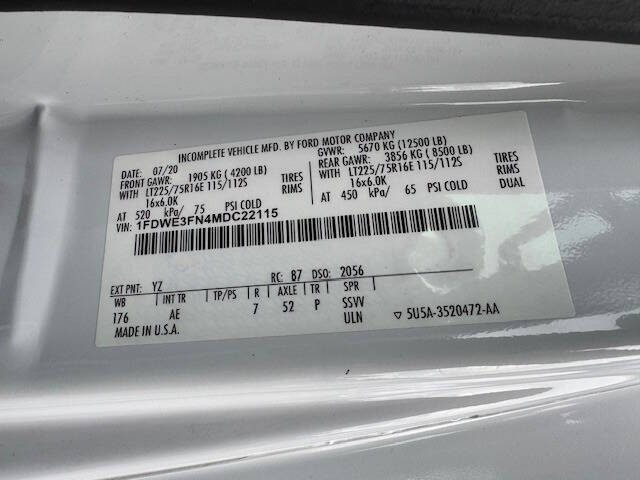 INCOMPLETE VEHICLE MFD. BY FORD MOTOR COMPANY
07/20 GVWR: 5670 KG (12500 LB)
FRONT GAWR: 1905 KG (4200 LB) REAR GAWR: 3856 KG (8500 LB)
WITH LT225/75R16E 115/112S TIRES WITH LT225/75R16E 115/112S TIRES
16x6.0K RIMS 16x6.0K RIMS
AT 520 kPa/ 75 PSI COLD AT 450 kPa/ 65 PSI COLD DUAL
VIN: 1FDWE3FN4MDC22115
EXT PNT: YZ RC: 87 DSO: 2056
WB INT TR TP/PS R AXLE TR SPR
176 AE 7 52 P SSVV
MADE IN U.S.A. ULN ▽ 5U5A-3520472-AA